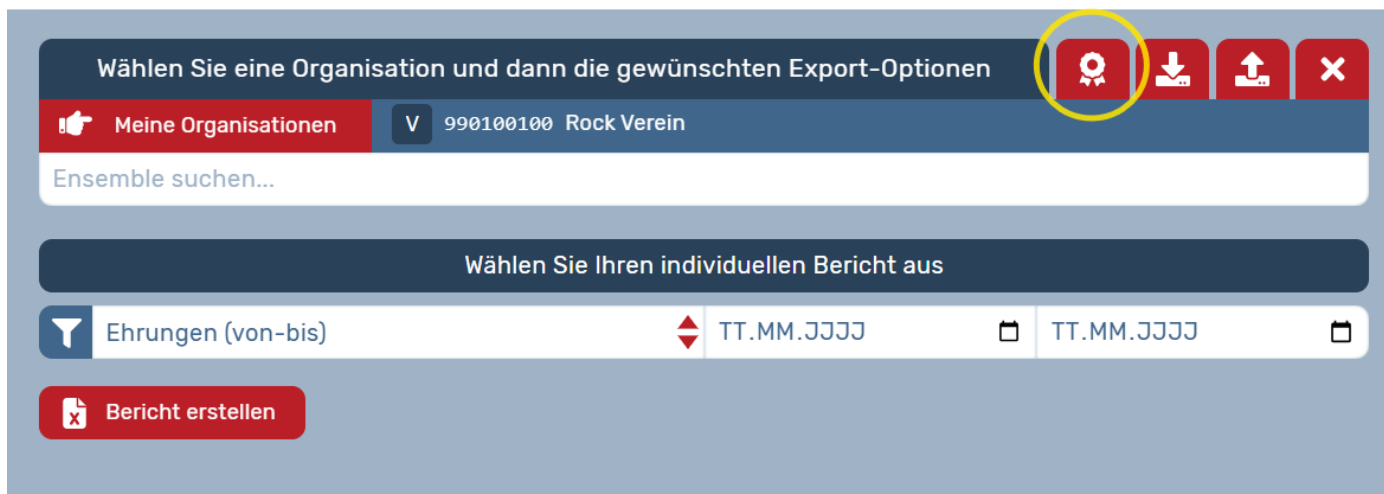 Wählen Sie eine Organisation und dann die gewünschten Export-Optionen
Meine Organisationen V 990100100 Rock Verein
Ensemble suchen...
Wählen Sie Ihren individuellen Bericht aus
Ehrungen (von-bis) TT.MM.JJJJ TT.MM.JJJJ
Bericht erstellen